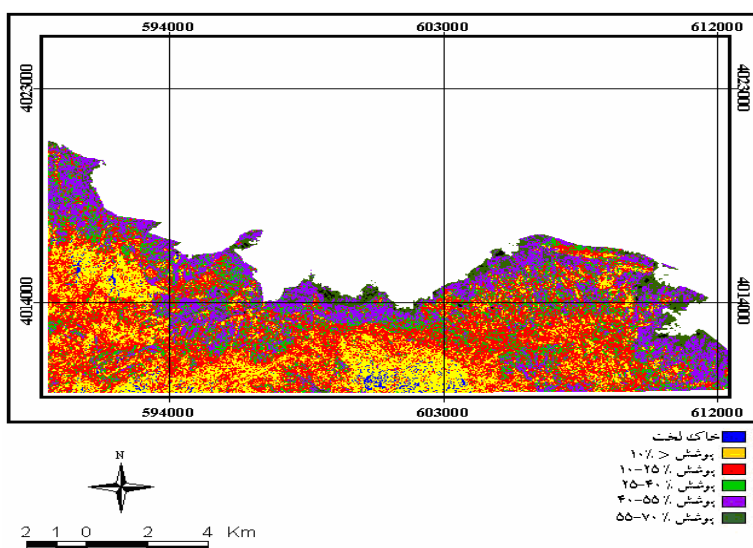 594000 603000 612000
4023000 4023000
4014000 4014000
594000 603000 612000
خاک لخت
پوشش < ٪۱۰
پوشش ٪ ۱۰-۲۵
پوشش ٪ ۲۵-۴۰
پوشش ٪ ۴۰-۵۵
پوشش ٪ ۵۵-۷۰
N
2 1 0 2 4 Km